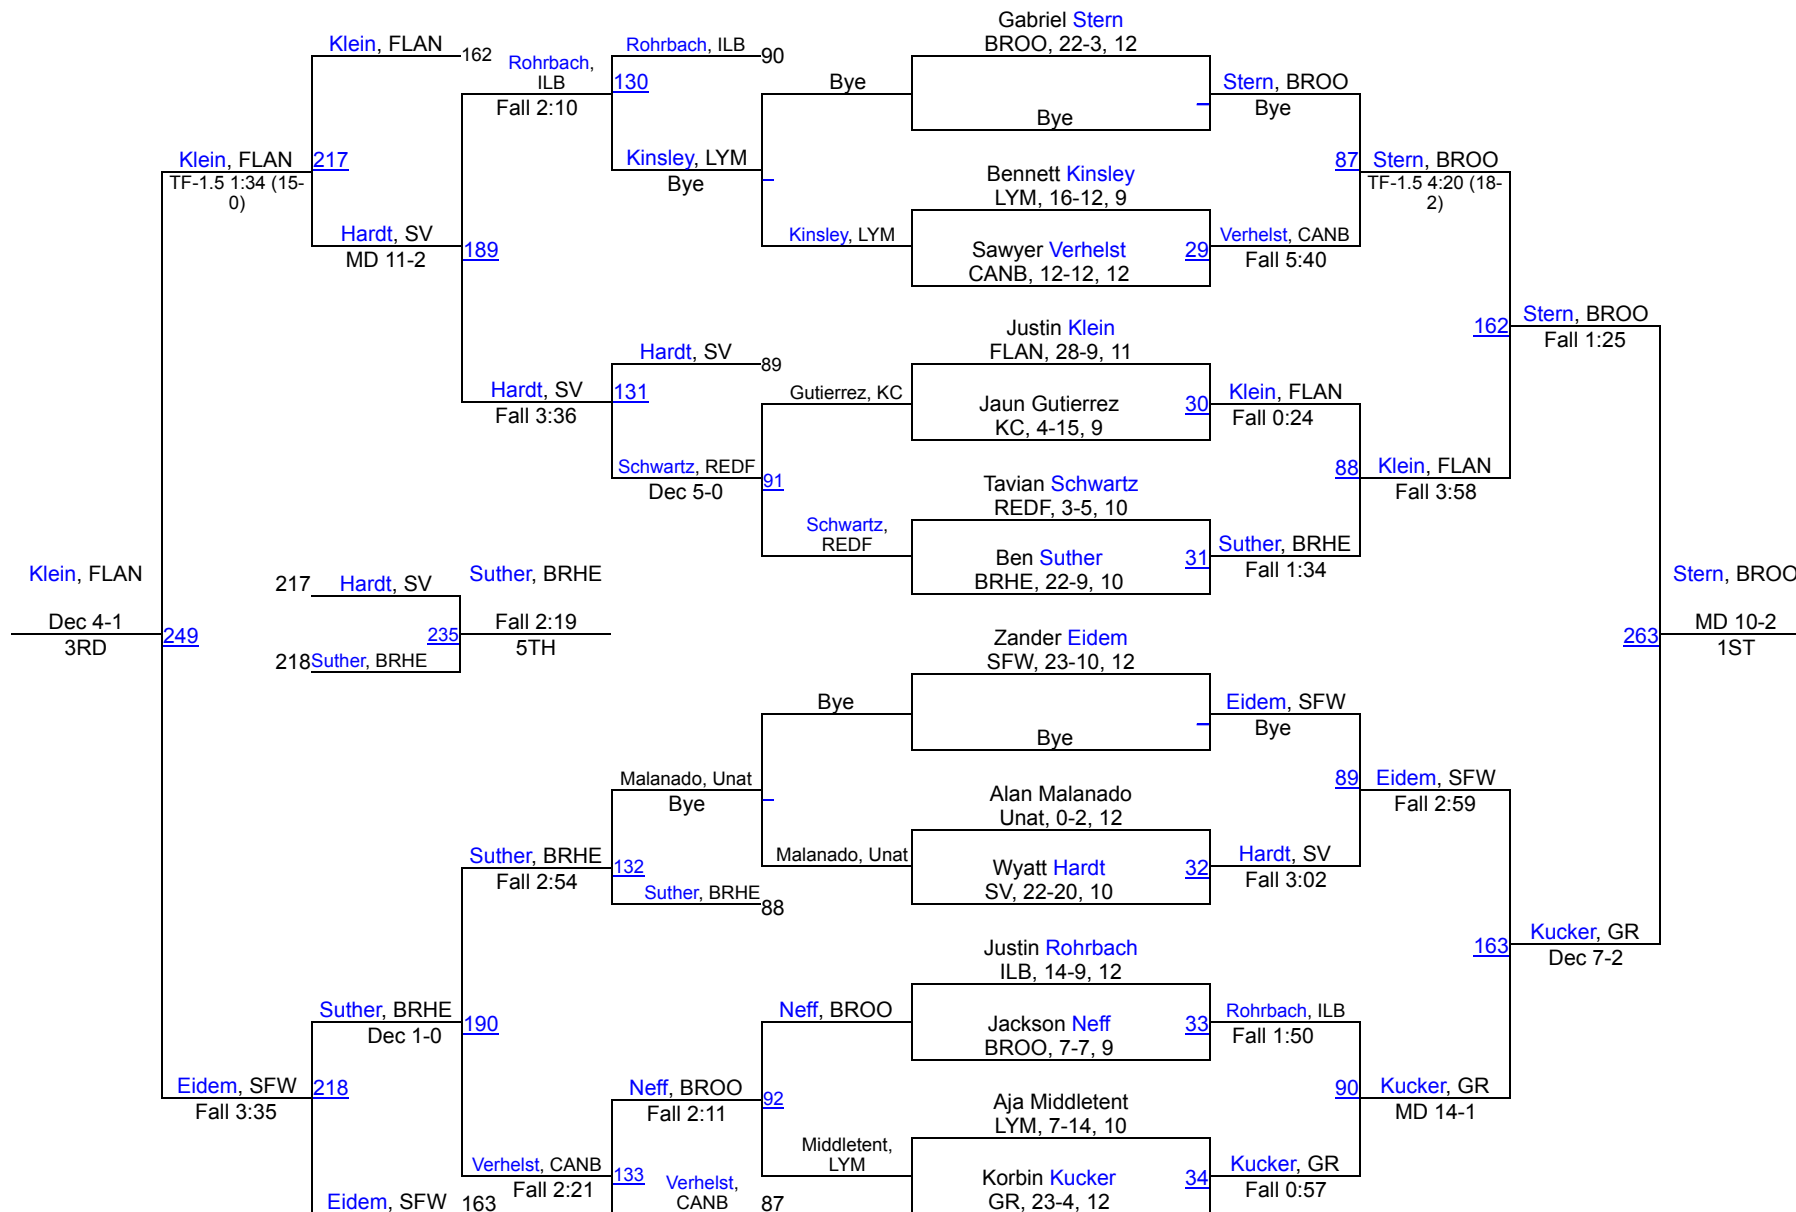 Gabriel Stern
BROO, 22-3, 12
Klein, FLAN
162
Rohrbach, ILB
90
Rohrbach,
ILB
130
Fall 2:10
Bye
Stern, BROO
Bye
Bye
Klein, FLAN
217
TF-1.5 1:34 (15-
0)
Kinsley, LYM
Bye
Bennett Kinsley
LYM, 16-12, 9
87
Stern, BROO
TF-1.5 4:20 (18-
2)
Hardt, SV
MD 11-2
189
Kinsley, LYM
Sawyer Verhelst
CANB, 12-12, 12
29
Verhelst, CANB
Fall 5:40
Justin Klein
FLAN, 28-9, 11
162
Stern, BROO
Fall 1:25
Hardt, SV
89
Hardt, SV
131
Fall 3:36
Gutierrez, KC
Jaun Gutierrez
KC, 4-15, 9
30
Klein, FLAN
Fall 0:24
Schwartz, REDF
91
Dec 5-0
Tavian Schwartz
REDF, 3-5, 10
88
Klein, FLAN
Fall 3:58
Schwartz,
REDF
Ben Suther
BRHE, 22-9, 10
31
Suther, BRHE
Fall 1:34
Klein, FLAN
217
Hardt, SV
Suther, BRHE
Stern, BROO
Dec 4-1
249
3RD
235
Fall 2:19
5TH
218
Suther, BRHE
Zander Eidem
SFW, 23-10, 12
263
MD 10-2
1ST
Bye
Eidem, SFW
Bye
Bye
Malanado, Unat
Bye
Alan Malanado
Unat, 0-2, 12
89
Eidem, SFW
Fall 2:59
Suther, BRHE
132
Fall 2:54
Malanado, Unat
Wyatt Hardt
SV, 22-20, 10
32
Hardt, SV
Fall 3:02
Suther, BRHE
88
Justin Rohrbach
ILB, 14-9, 12
163
Kucker, GR
Dec 7-2
Suther, BRHE
190
Dec 1-0
Neff, BROO
Jackson Neff
BROO, 7-7, 9
33
Rohrbach, ILB
Fall 1:50
Eidem, SFW
218
Fall 3:35
Neff, BROO
92
Fall 2:11
Aja Middletent
LYM, 7-14, 10
90
Kucker, GR
MD 14-1
Verhelst, CANB
133
Fall 2:21
Middletent,
LYM
Korbin Kucker
GR, 23-4, 12
34
Kucker, GR
Fall 0:57
Eidem, SFW
163
Verhelst,
CANB
87